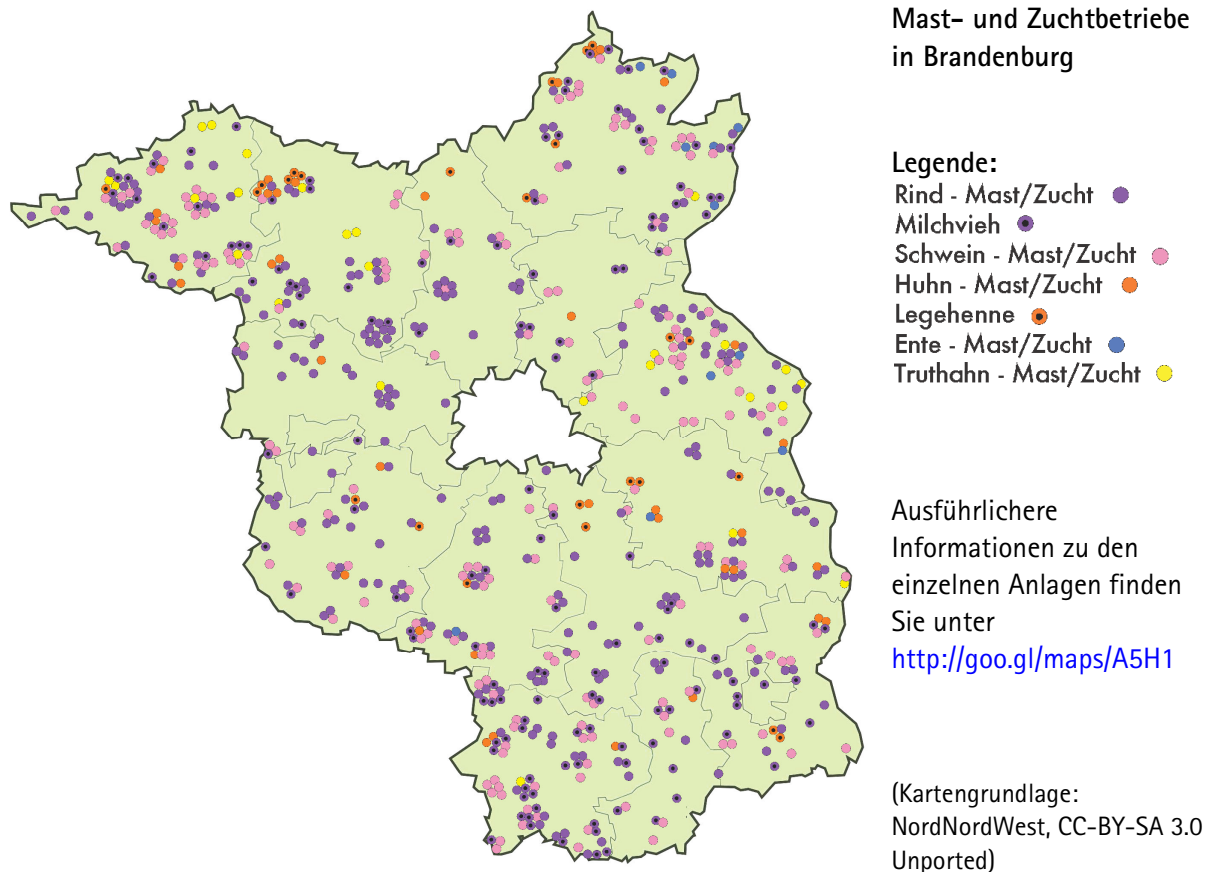 Mast- und Zuchtbetriebe
in Brandenburg
Legende:
Rind - Mast/Zucht
Milchvieh
Schwein - Mast/Zucht
Huhn - Mast/Zucht
Legehenne
Ente - Mast/Zucht
Truthahn - Mast/Zucht
Ausführlichere
Informationen zu den
einzelnen Anlagen finden
Sie unter
http://goo.gl/maps/A5H1
(Kartengrundlage:
NordNordWest, CC-BY-SA 3.0
Unported)